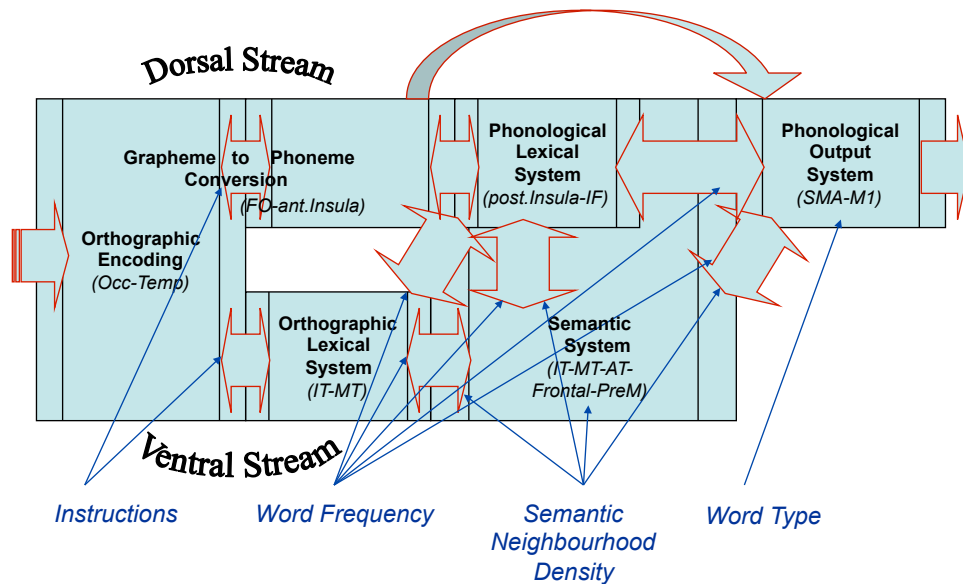 Dorsal Stream
Grapheme to Phoneme
Conversion
(FO-ant.Insula)
Phonological
Lexical
System
(post.Insula-IF)
Phonological
Output
System
(SMA-M1)
Orthographic
Encoding
(Occ-Temp)
Orthographic
Lexical
System
(IT-MT)
Semantic
System
(IT-MT-AT-
Frontal-PreM)
Ventral Stream
Instructions
Word Frequency
Semantic
Neighbourhood
Density
Word Type